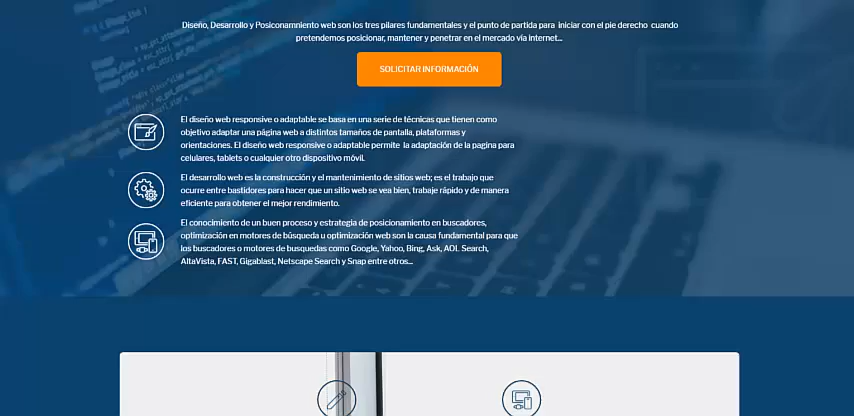 Diseño, Desarrollo y Posiconamniento web son los tres pilares fundamentales y el punto de partida para iniciar con el pie derecho cuando
pretendemos posicionar, mantener y penetrar en el mercado vía internet...
SOLICITAR INFORMACIÓN
El diseño web responsive o adaptable se basa en una serie de técnicas que tienen como
objetivo adaptar una página web a distintos tamaños de pantalla, plataformas y
orientaciones. El diseño web responsive o adaptable permite la adaptación de la pagina para
celulares, tablets o cualquier otro dispositivo móvil.
El desarrollo web es la construcción y el mantenimiento de sitios web; es el trabajo que
ocurre entre bastidores para hacer que un sitio web se vea bien, trabaje rápido y de manera
eficiente para obtener el mejor rendimiento.
El conocimiento de un buen proceso y estrategia de posicionamiento en buscadores,
optimización en motores de búsqueda u optimización web son la causa fundamental para que
los buscadores o motores de busquedas como Google, Yahoo, Bing, Ask, AOL Search,
AltaVista, FAST, Gigablast, Netscape Search y Snap entre otros...